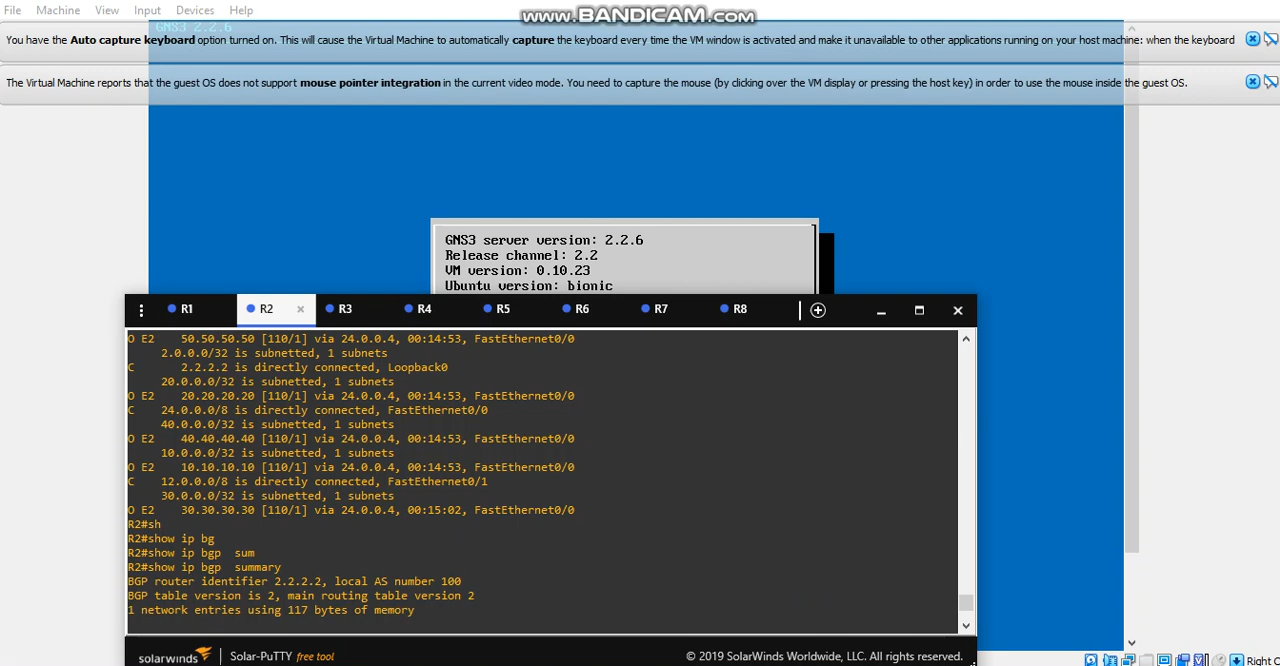 File Machine View Input Devices Help
www.BANDICAM.com
GNS3 2.2.6
You have the Auto capture keyboard option turned on. This will cause the Virtual Machine to automatically capture the keyboard every time the VM window is activated and make it unavailable to other applications running on your host machine: when the keyboard
The Virtual Machine reports that the guest OS does not support mouse pointer integration in the current video mode. You need to capture the mouse (by clicking over the VM display or pressing the host key) in order to use the mouse inside the guest OS.
GNS3 server version: 2.2.6
Release channel: 2.2
VM version: 0.10.23
Ubuntu version: bionic
R1 R2 R3 R4 R5 R6 R7 R8
O E2 50.50.50.50 [110/1] via 24.0.0.4, 00:14:53, FastEthernet0/0
2.0.0.0/32 is subnetted, 1 subnets
C 2.2.2.2 is directly connected, Loopback0
20.0.0.0/32 is subnetted, 1 subnets
O E2 20.20.20.20 [110/1] via 24.0.0.4, 00:14:53, FastEthernet0/0
C 24.0.0.0/8 is directly connected, FastEthernet0/0
40.0.0.0/32 is subnetted, 1 subnets
O E2 40.40.40.40 [110/1] via 24.0.0.4, 00:14:53, FastEthernet0/0
10.0.0.0/32 is subnetted, 1 subnets
O E2 10.10.10.10 [110/1] via 24.0.0.4, 00:14:53, FastEthernet0/0
C 12.0.0.0/8 is directly connected, FastEthernet0/1
30.0.0.0/32 is subnetted, 1 subnets
O E2 30.30.30.30 [110/1] via 24.0.0.4, 00:15:02, FastEthernet0/0
R2#sh
R2#show ip bg
R2#show ip bgp sum
R2#show ip bgp summary
BGP router identifier 2.2.2.2, local AS number 100
BGP table version is 2, main routing table version 2
1 network entries using 117 bytes of memory
solarwinds Solar-PuTTY free tool © 2019 SolarWinds Worldwide, LLC. All rights reserved.
Right C